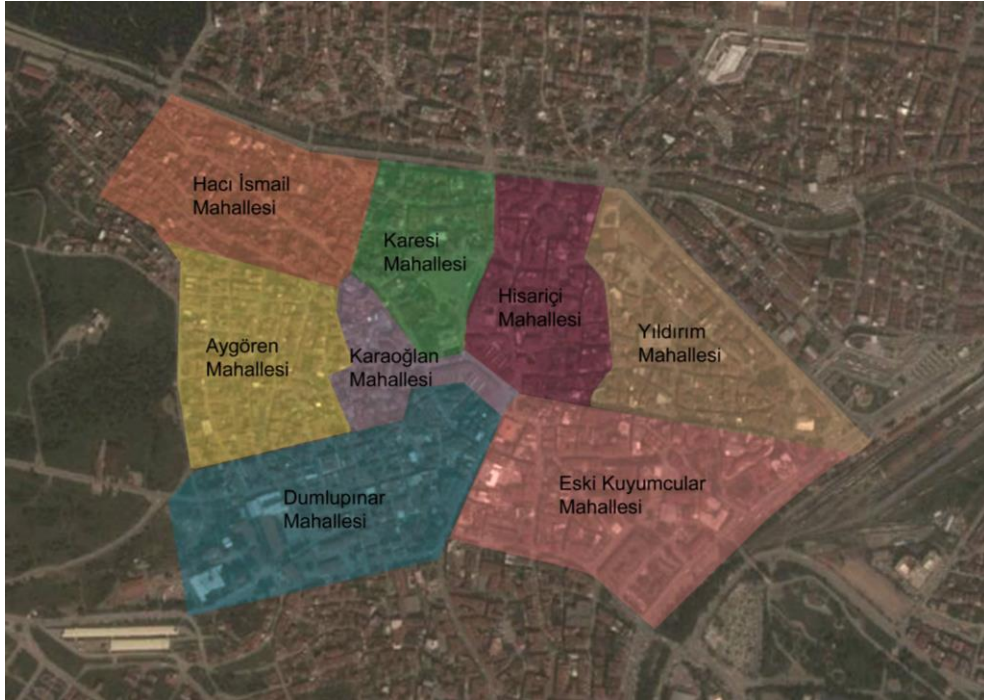 Hacı İsmail
Mahallesi
Karesi
Mahallesi
Hisariçi
Mahallesi
Yıldırım
Mahallesi
Aygören
Mahallesi
Karaoğlan
Mahallesi
Dumlupınar
Mahallesi
Eski Kuyumcular
Mahallesi